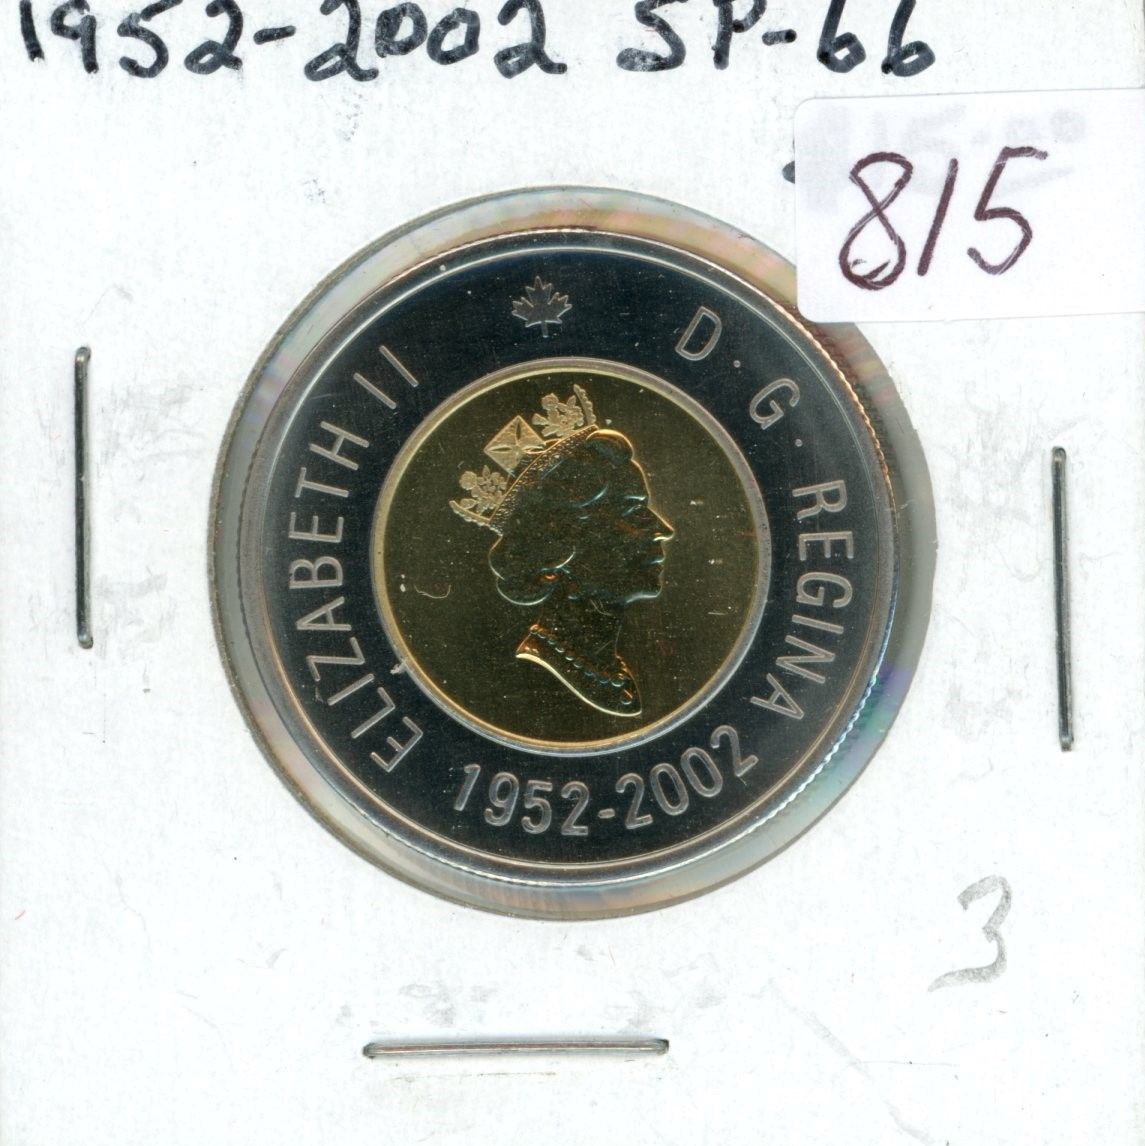 1952-2002 SP-66
815
ELIZABETH II
D. G. REGINA
1952-2002
3